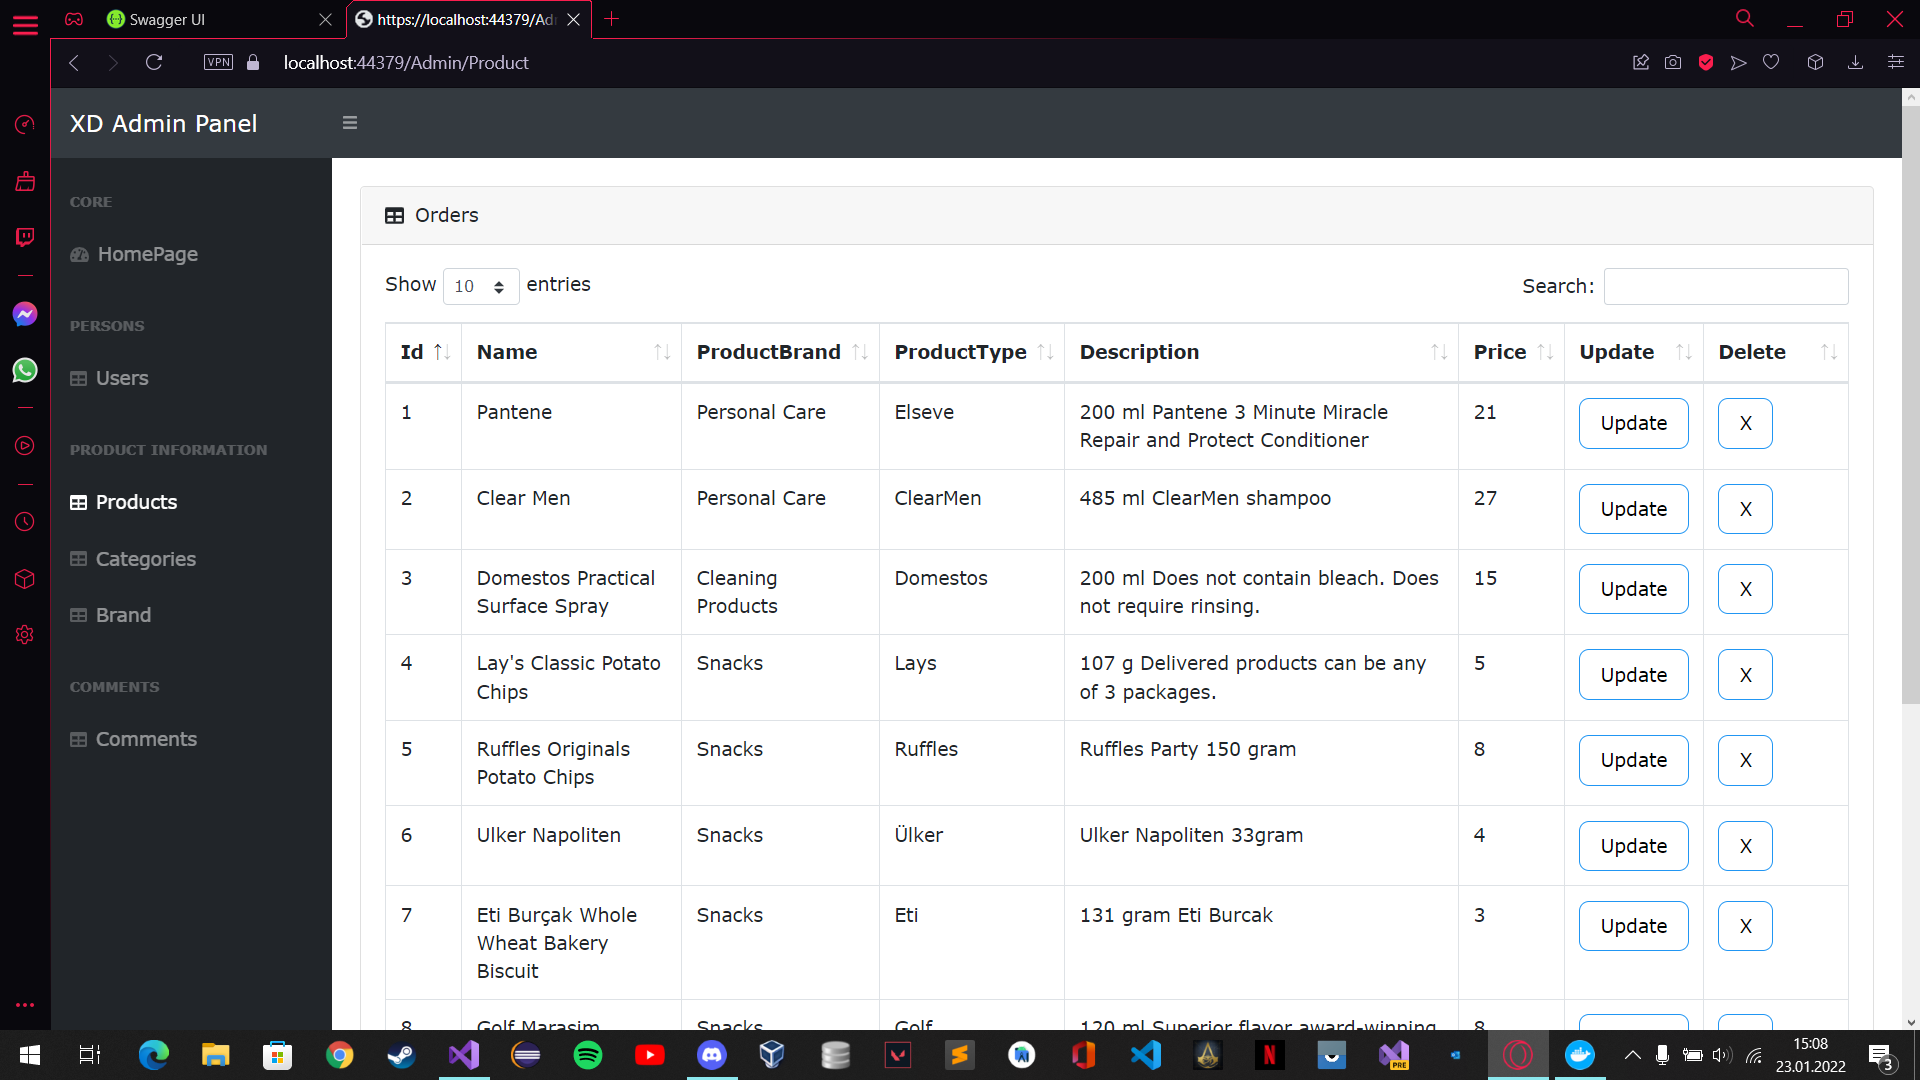 Swagger UI
https://localhost:44379/Adn
VPN
localhost:44379/Admin/Product
XD Admin Panel
CORE
HomePage
PERSONS
Users
PRODUCT INFORMATION
Products
Categories
Brand
COMMENTS
Comments
Orders
Show 10 entries
Search:
Id Name ProductBrand ProductType Description Price Update Delete
1 Pantene Personal Care Elseve 200 ml Pantene 3 Minute Miracle 21 Update X
Repair and Protect Conditioner
2 Clear Men Personal Care ClearMen 485 ml ClearMen shampoo 27 Update X
3 Domestos Practical Cleaning Domestos 200 ml Does not contain bleach. Does 15 Update X
Surface Spray Products not require rinsing.
4 Lay's Classic Potato Snacks Lays 107 g Delivered products can be any 5 Update X
Chips of 3 packages.
5 Ruffles Originals Snacks Ruffles Ruffles Party 150 gram 8 Update X
Potato Chips
6 Ulker Napoliten Snacks Ülker Ulker Napoliten 33gram 4 Update X
7 Eti Burçak Whole Snacks Eti 131 gram Eti Burcak 3 Update X
Wheat Bakery
Biscuit
8 Golf Marasim Snacks Golf 120 ml Superior flavor award-winning 8
PRE
15:08
23.01.2022
3